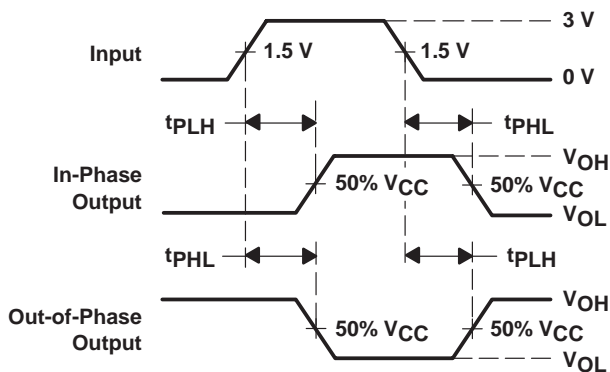 3 V
Input
1.5 V
1.5 V
0 V
tPLH
tPHL
In-Phase
Output
VOH
50% VCC
50% VCC
VOL
tPHL
tPLH
Out-of-Phase
Output
VOH
50% VCC
50% VCC
VOL